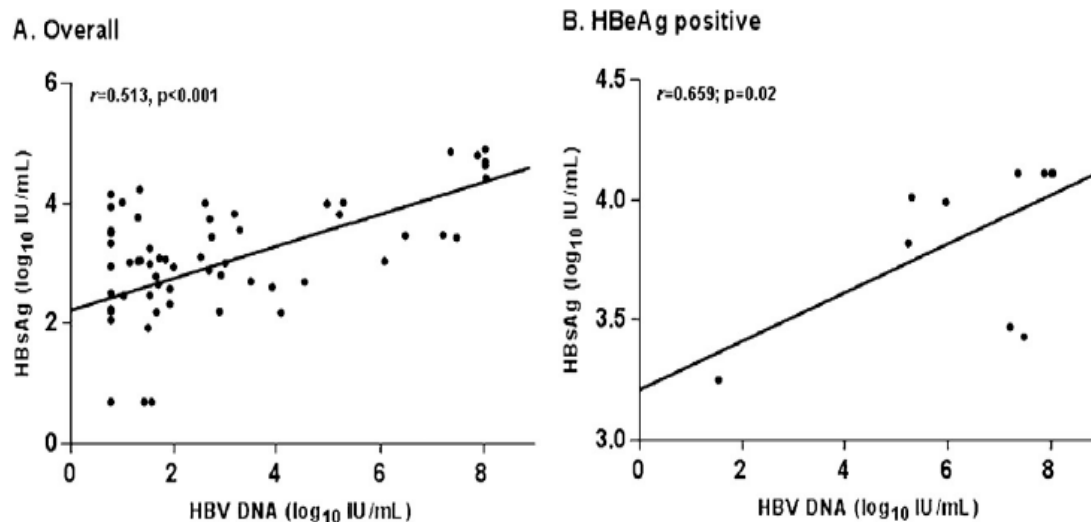 A. Overall
r=0.513, p<0.001
HBsAg (log10 IU/mL)
6
4
2
0
0 2 4 6 8
HBV DNA (log10 IU/mL)
B. HBeAg positive
r=0.659; p=0.02
HBsAg (log10 IU/mL)
4.5
4.0
3.5
3.0
0 2 4 6 8
HBV DNA (log10 IU/mL)